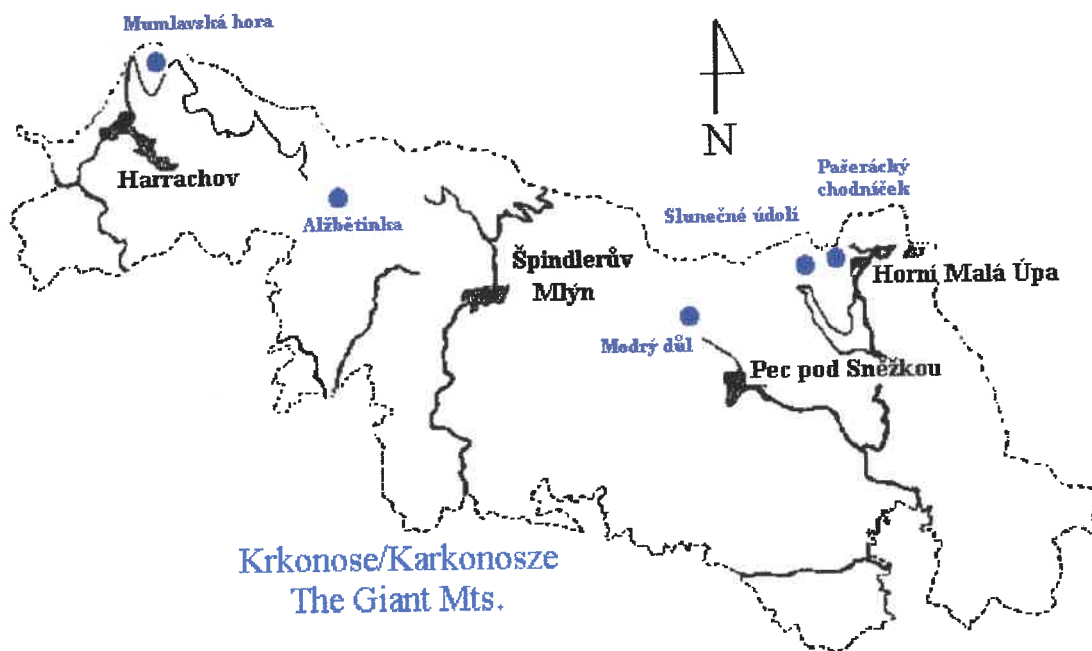 Mumlavská hora
N
Harrachov
Pašerácký
chodníček
Alžbětinka
Slunečné údolí
Špindlerův
Mlýn
Horní Malá Úpa
Modrý důl
Pec pod Sněžkou
Krkonose/Karkonosze
The Giant Mts.